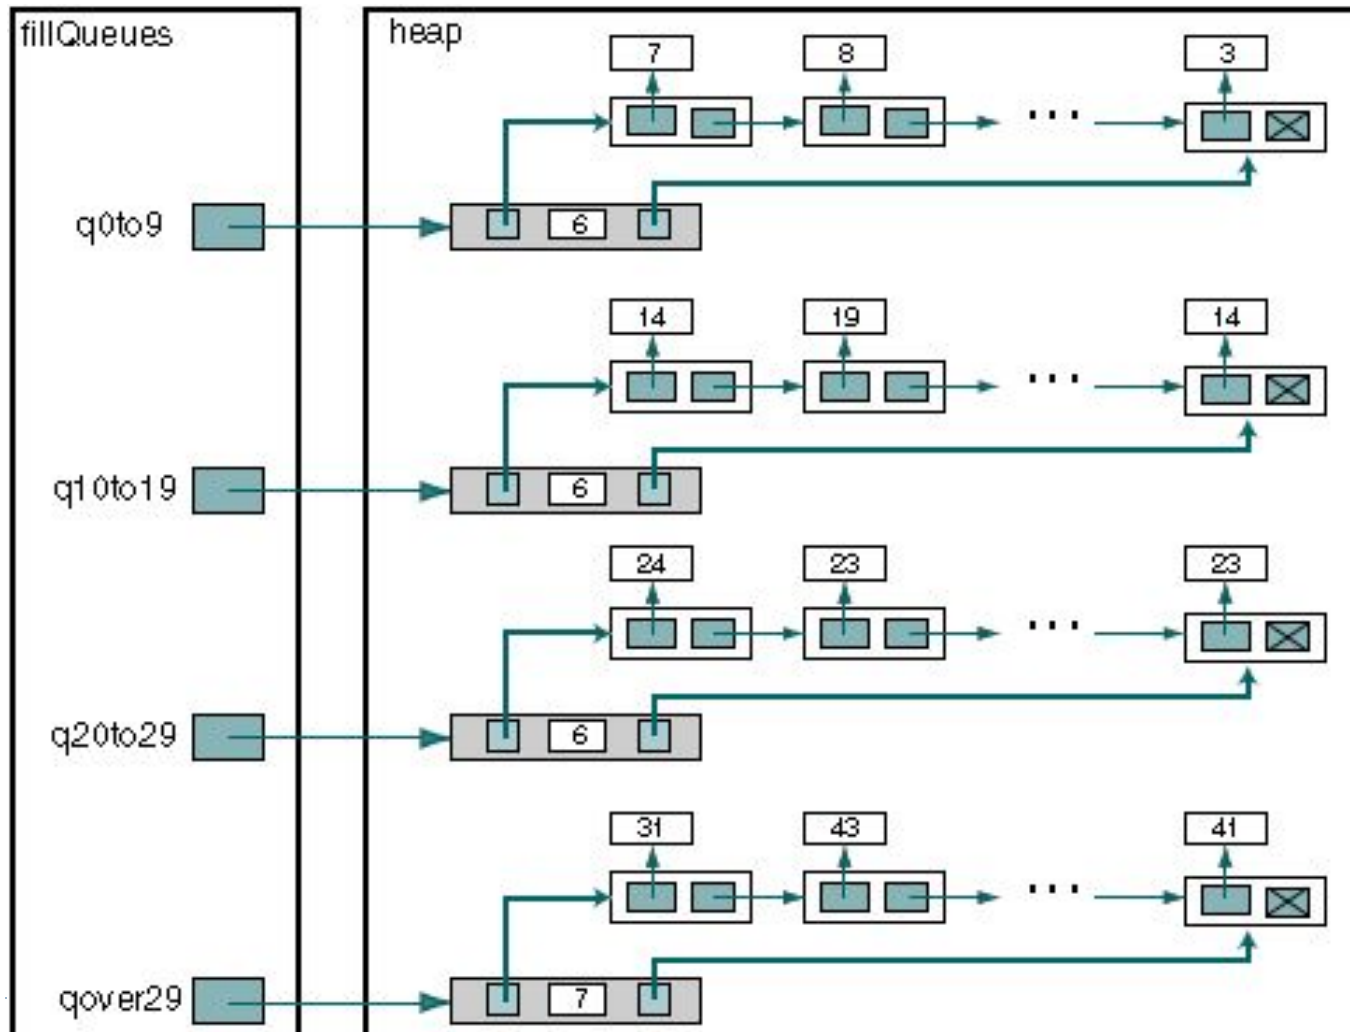 fillQueues
heap
7 8 ... 3
q0to9 6
14 19 ... 14
q10to19 6
24 23 ... 23
q20to29 6
31 43 ... 41
qover29 7